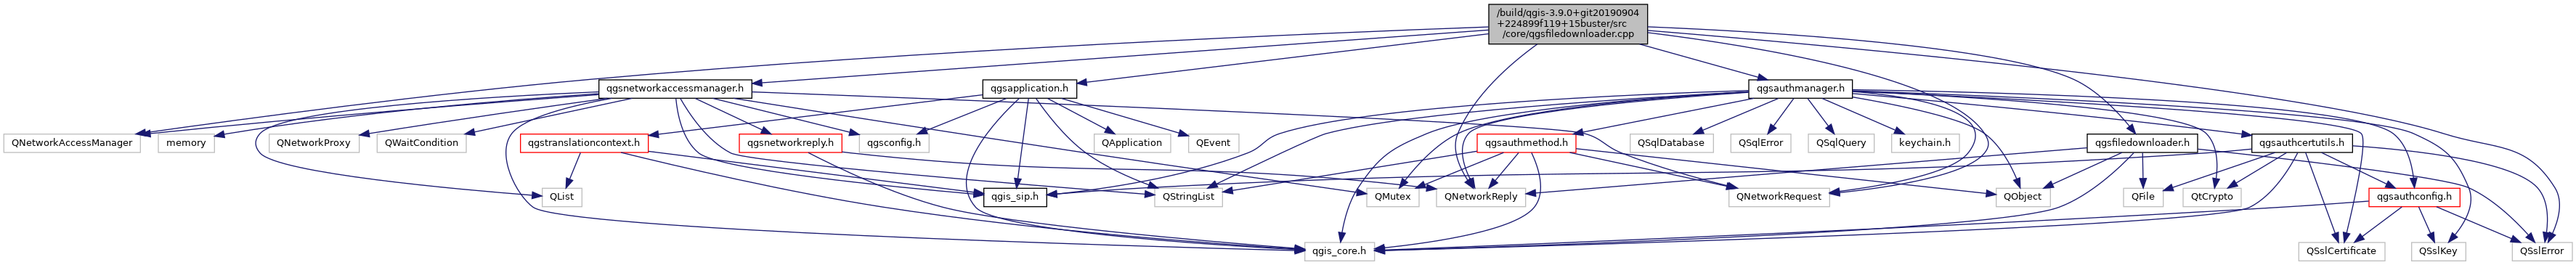 /build/qgis-3.9.0+git20190904
+224899f119+15buster/src
/core/qgsfiledownloader.cpp
qgsnetworkaccessmanager.h
qgsapplication.h
qgsauthmanager.h
QNetworkAccessManager
memory
QNetworkProxy
QWaitCondition
qgstranslationcontext.h
qgsnetworkreply.h
qgsconfig.h
QApplication
QEvent
qgsauthmethod.h
QSqlDatabase
QSqlError
QSqlQuery
keychain.h
qgsfiledownloader.h
qgsauthcertutils.h
QList
qgis_sip.h
QStringList
QMutex
QNetworkReply
QNetworkRequest
QObject
QFile
QtCrypto
qgsauthconfig.h
qgis_core.h
QSslCertificate
QSslKey
QSslError